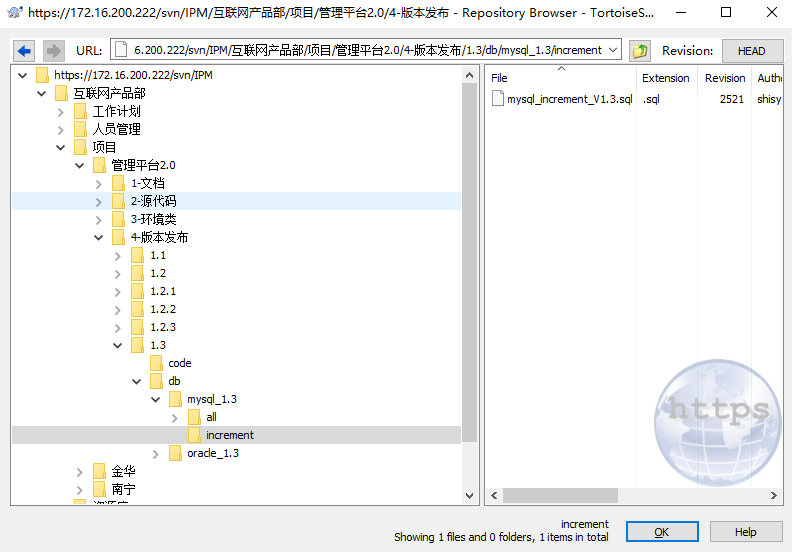 https://172.16.200.222/svn/IPM/互联网产品部/项目/管理平台2.0/4-版本发布 - Repository Browser - TortoiseS...
URL: 6.200.222/svn/IPM/互联网产品部/项目/管理平台2.0/4-版本发布/1.3/db/mysql_1.3/increment Revision: HEAD
https://172.16.200.222/svn/IPM
互联网产品部
工作计划
人员管理
项目
管理平台2.0
1-文档
2-源代码
3-环境类
4-版本发布
1.1
1.2
1.2.1
1.2.2
1.2.3
1.3
code
db
mysql_1.3
all
increment
oracle_1.3
金华
南宁
File Extension Revision Autho
mysql_increment_V1.3.sql .sql 2521 shisy
https
increment
Showing 1 files and 0 folders, 1 items in total
OK
Help